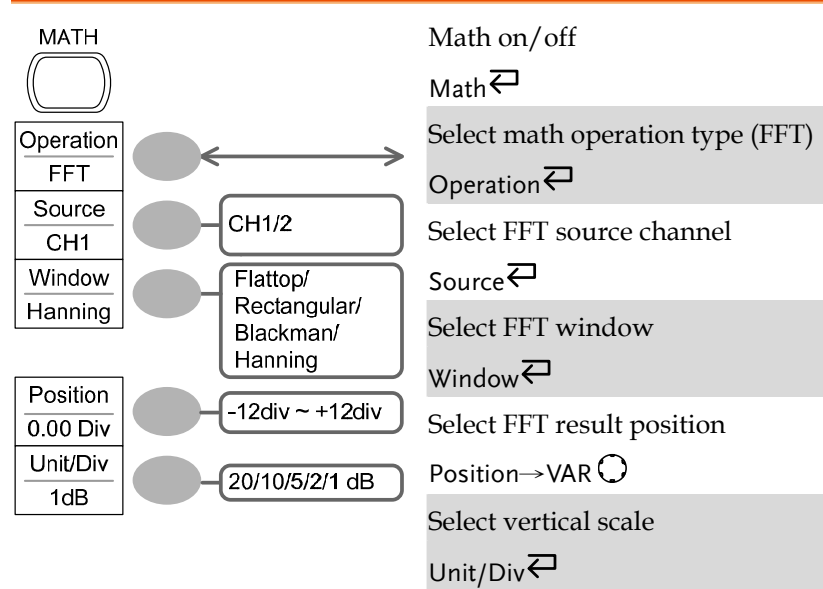 MATH
Operation
FFT
Source
CH1
Window
Hanning
Position
0.00 Div
Unit/Div
1dB
CH1/2
Flattop/
Rectangular/
Blackman/
Hanning
-12div ~ +12div
20/10/5/2/1 dB
Math on/off
Math
Select math operation type (FFT)
Operation
Select FFT source channel
Source
Select FFT window
Window
Select FFT result position
Position→VAR
Select vertical scale
Unit/Div